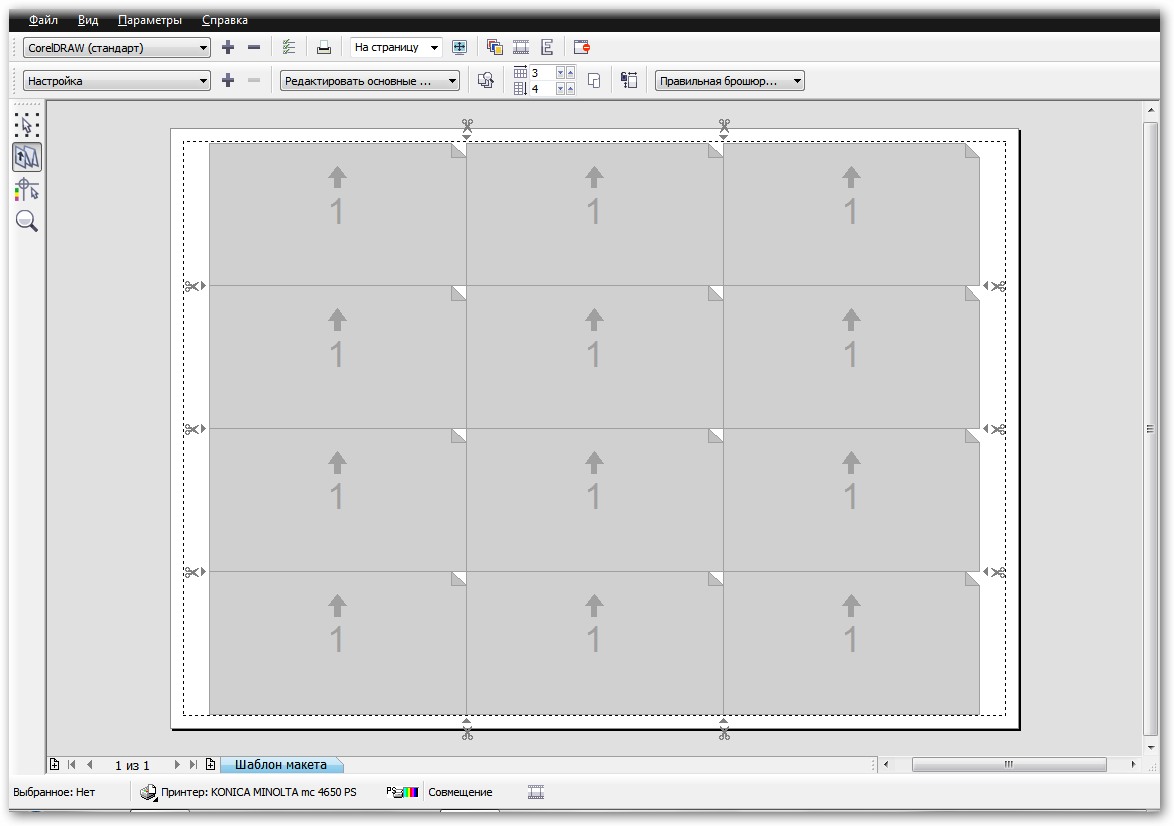 Файл Вид Параметры Справка
CorelDRAW (стандарт) На страницу
Настройка Редактировать основные ... 3 Правильная брошюр...
4
1 1 1
1 1 1
1 1 1
1 1 1
1 из 1 Шаблон макета
Выбранное: Нет Принтер: KONICA MINOLTA mc 4650 PS PS Совмещение